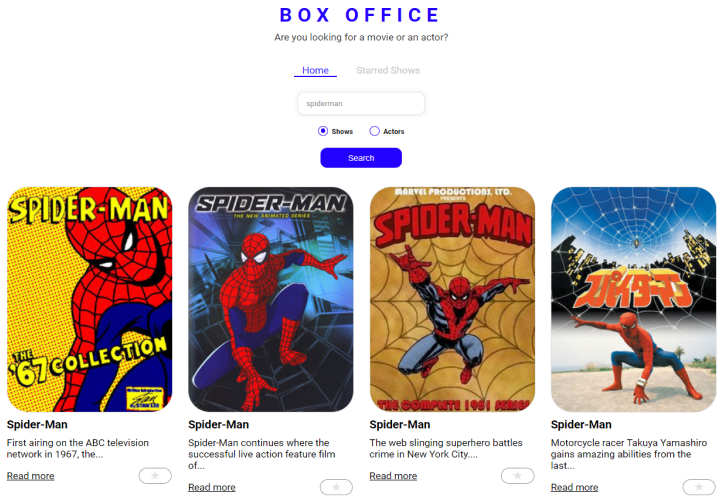 BOX OFFICE
Are you looking for a movie or an actor?
Home
Starred Shows
spiderman
Shows
Actors
Search
SPIDER-MAN
THE
'67 COLLECTION
SPIDER-MAN
THE NEW ANIMATED SERIES
MARVEL PRODUCTIONS, LTD.
PRESENTS
SPIDER-MAN
THE COMPLETE 1981 SERIES
スパイダーマン
Spider-Man
First airing on the ABC television
network in 1967, the...
Read more
Spider-Man
Spider-Man continues where the
successful live action feature film
of...
Read more
Spider-Man
The web slinging superhero battles
crime in New York City....
Read more
Spider-Man
Motorcycle racer Takuya Yamashiro
gains amazing abilities from the
last...
Read more